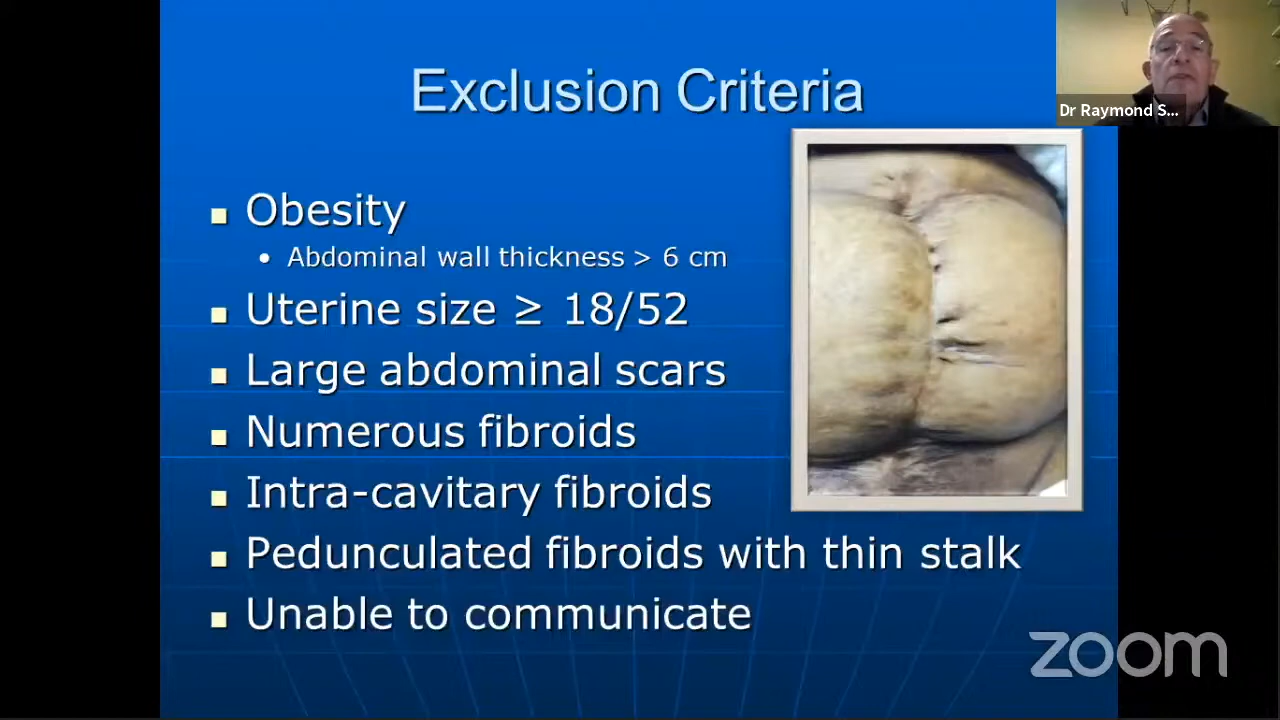 Exclusion Criteria
Dr Raymond S...
Obesity
Abdominal wall thickness > 6 cm
Uterine size ≥ 18/52
Large abdominal scars
Numerous fibroids
Intra-cavitary fibroids
Pedunculated fibroids with thin stalk
Unable to communicate
zoom